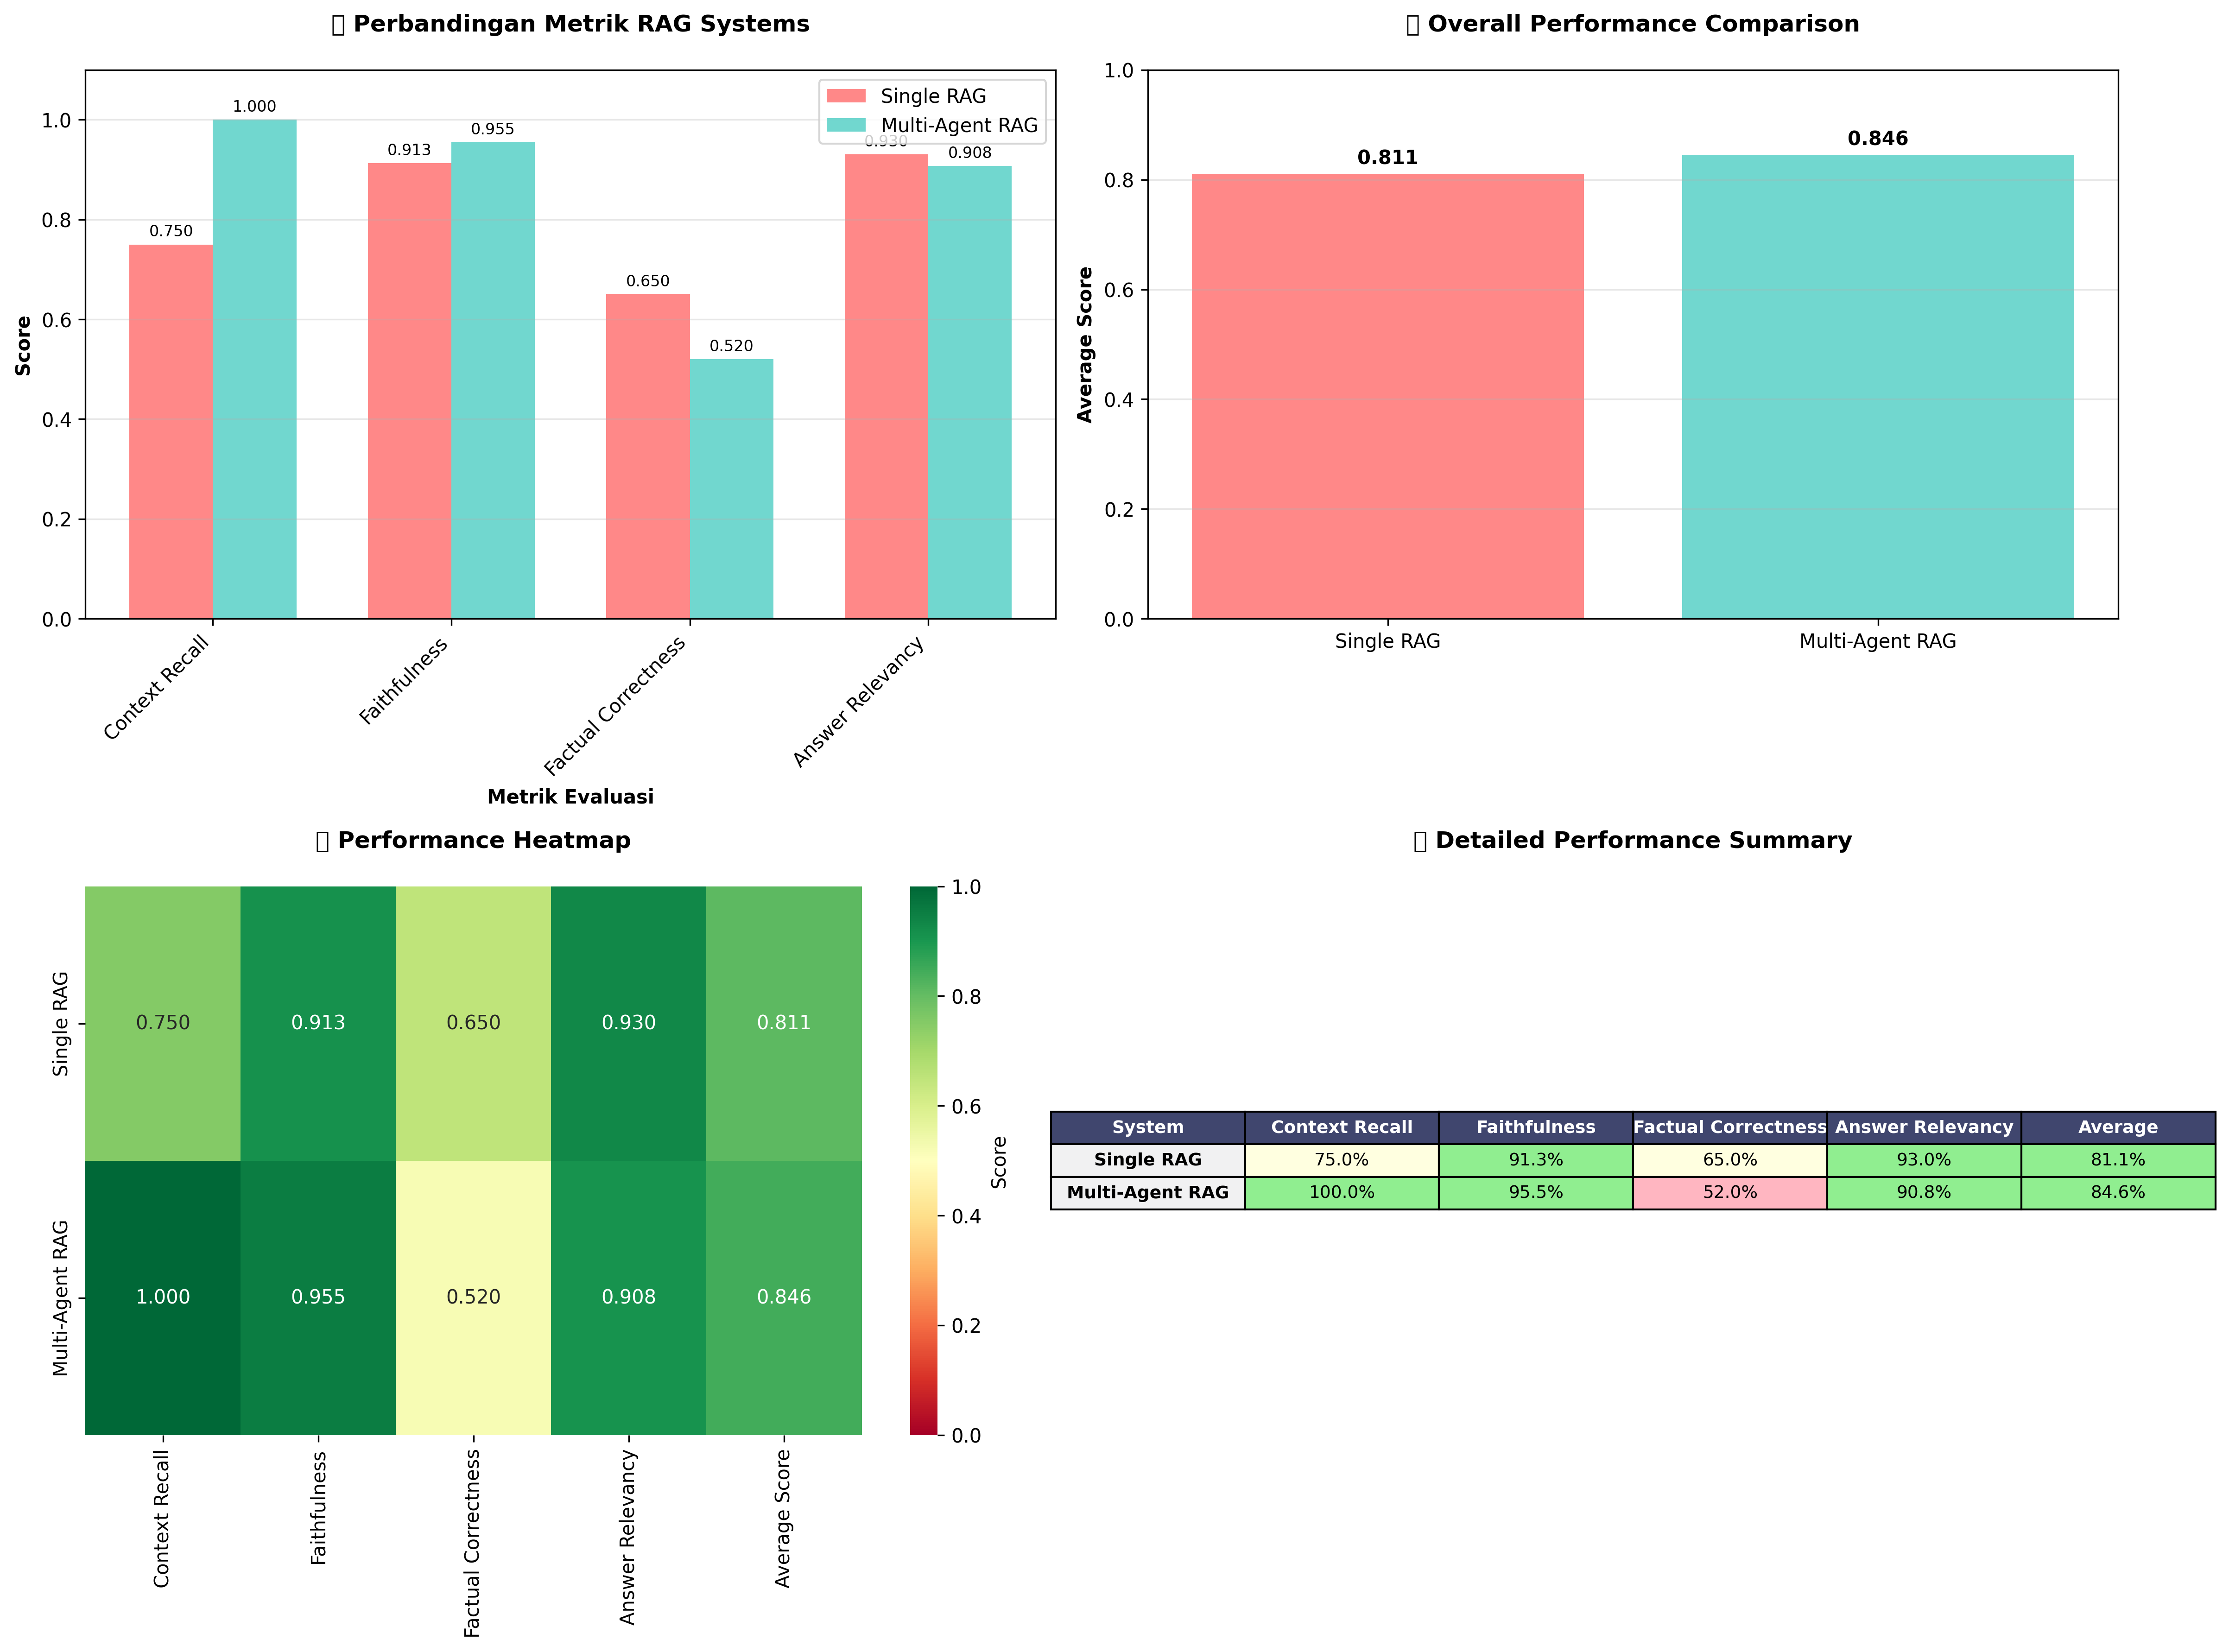 Perbandingan Metrik RAG Systems
Score
1.0
0.8
0.6
0.4
0.2
0.0
Single RAG
Multi-Agent RAG
0.750
1.000
0.913
0.955
0.650
0.520
0.930
0.908
Context Recall
Faithfulness
Factual Correctness
Answer Relevancy
Metrik Evaluasi
Overall Performance Comparison
Average Score
1.0
0.8
0.6
0.4
0.2
0.0
0.811
0.846
Single RAG
Multi-Agent RAG
Performance Heatmap
Single RAG
0.750 0.913 0.650 0.930 0.811
Multi-Agent RAG
1.000 0.955 0.520 0.908 0.846
Context Recall
Faithfulness
Factual Correctness
Answer Relevancy
Average Score
1.0
0.8
0.6
0.4
0.2
0.0
Score
Detailed Performance Summary
System Context Recall Faithfulness Factual Correctness Answer Relevancy Average
Single RAG 75.0% 91.3% 65.0% 93.0% 81.1%
Multi-Agent RAG 100.0% 95.5% 52.0% 90.8% 84.6%